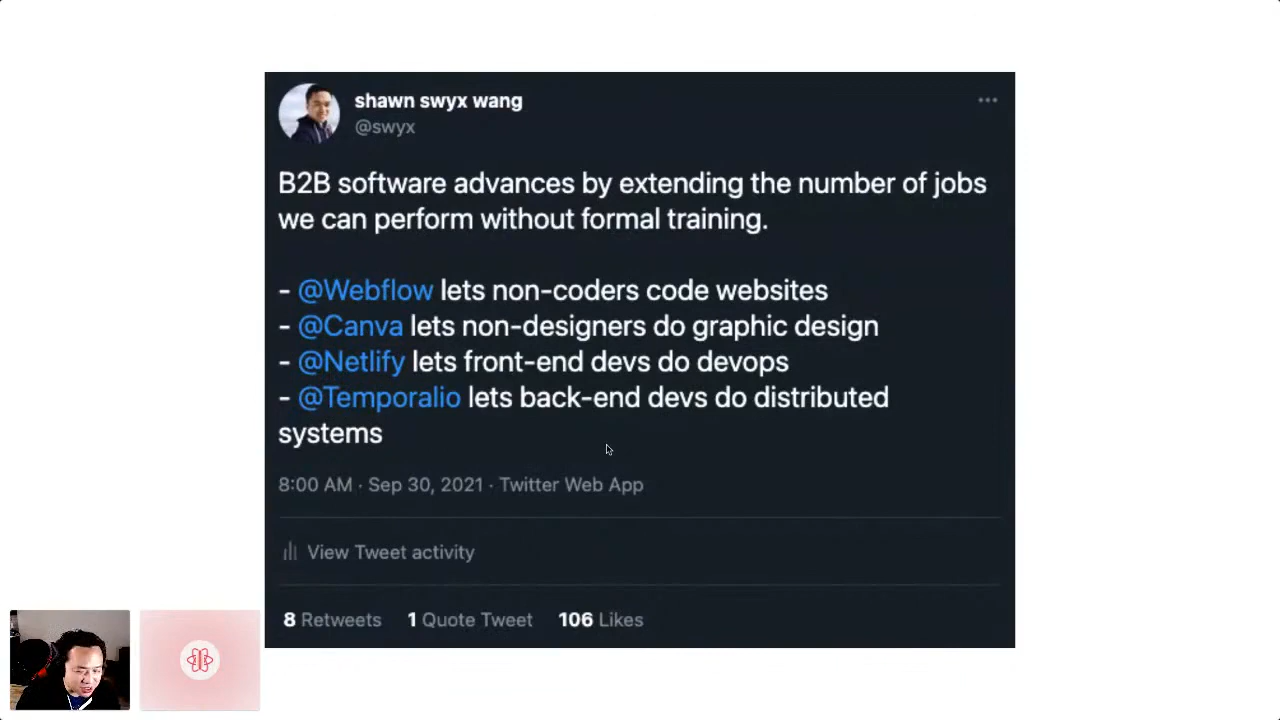 shawn swyx wang
@swyx
B2B software advances by extending the number of jobs
we can perform without formal training.
- @Webflow lets non-coders code websites
- @Canva lets non-designers do graphic design
- @Netlify lets front-end devs do devops
- @Temporalio lets back-end devs do distributed
systems
8:00 AM · Sep 30, 2021 · Twitter Web App
View Tweet activity
8 Retweets 1 Quote Tweet 106 Likes